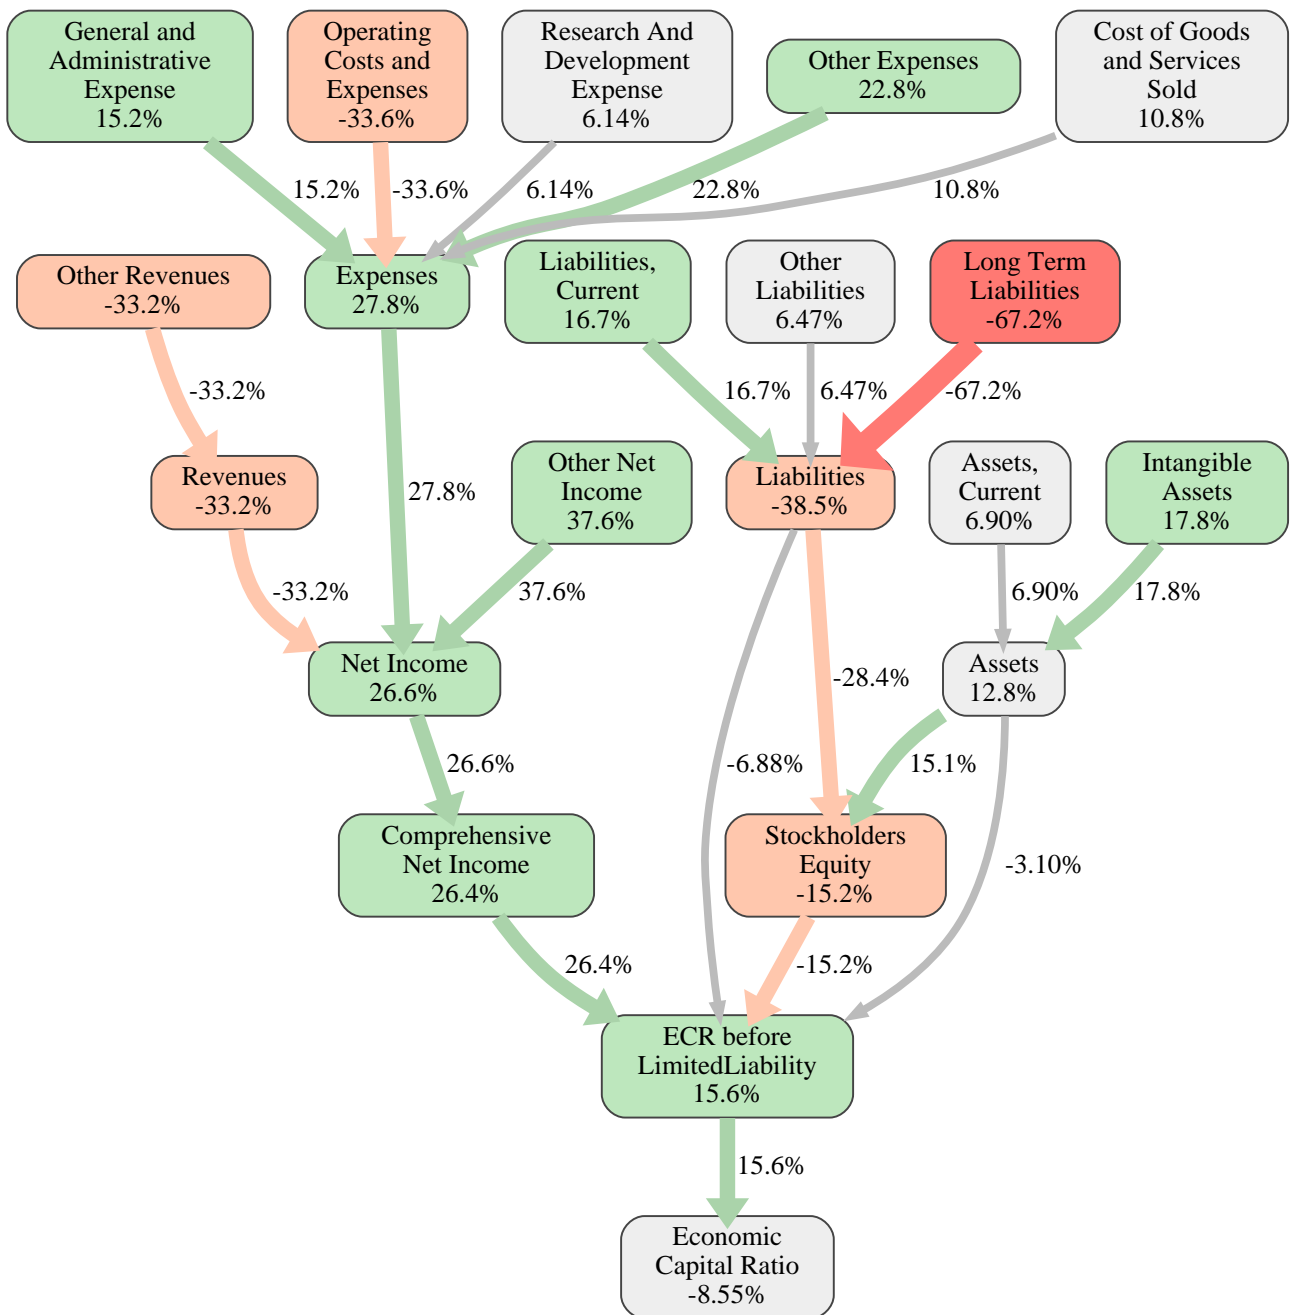 General and
Administrative
Expense
15.2%
Operating
Costs and
Expenses
-33.6%
Research And
Development
Expense
6.14%
Other Expenses
22.8%
Cost of Goods
and Services
Sold
10.8%
15.2%
-33.6%
6.14%
22.8%
10.8%
Other Revenues
-33.2%
Expenses
27.8%
Liabilities,
Current
16.7%
Other
Liabilities
6.47%
Long Term
Liabilities
-67.2%
-33.2%
16.7%
6.47%
-67.2%
Revenues
-33.2%
27.8%
Other Net
Income
37.6%
Liabilities
-38.5%
Assets,
Current
6.90%
Intangible
Assets
17.8%
-33.2%
37.6%
6.90%
17.8%
Net Income
26.6%
-28.4%
Assets
12.8%
26.6%
-6.88%
15.1%
Comprehensive
Net Income
26.4%
Stockholders
Equity
-15.2%
-3.10%
26.4%
-15.2%
ECR before
LimitedLiability
15.6%
15.6%
Economic
Capital Ratio
-8.55%